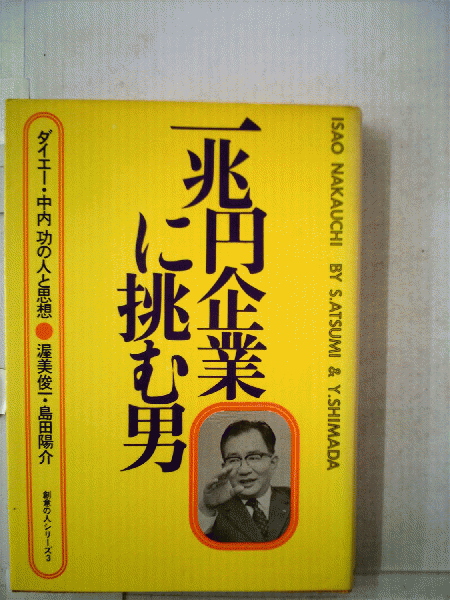 一兆円企業
に挑む男
ISAO NAKAUCHI BY S.ATSUMI & Y.SHIMADA
ダイエー・中内 㓛の人と思想●渥美俊一・島田陽介
創業の人シリーズ3